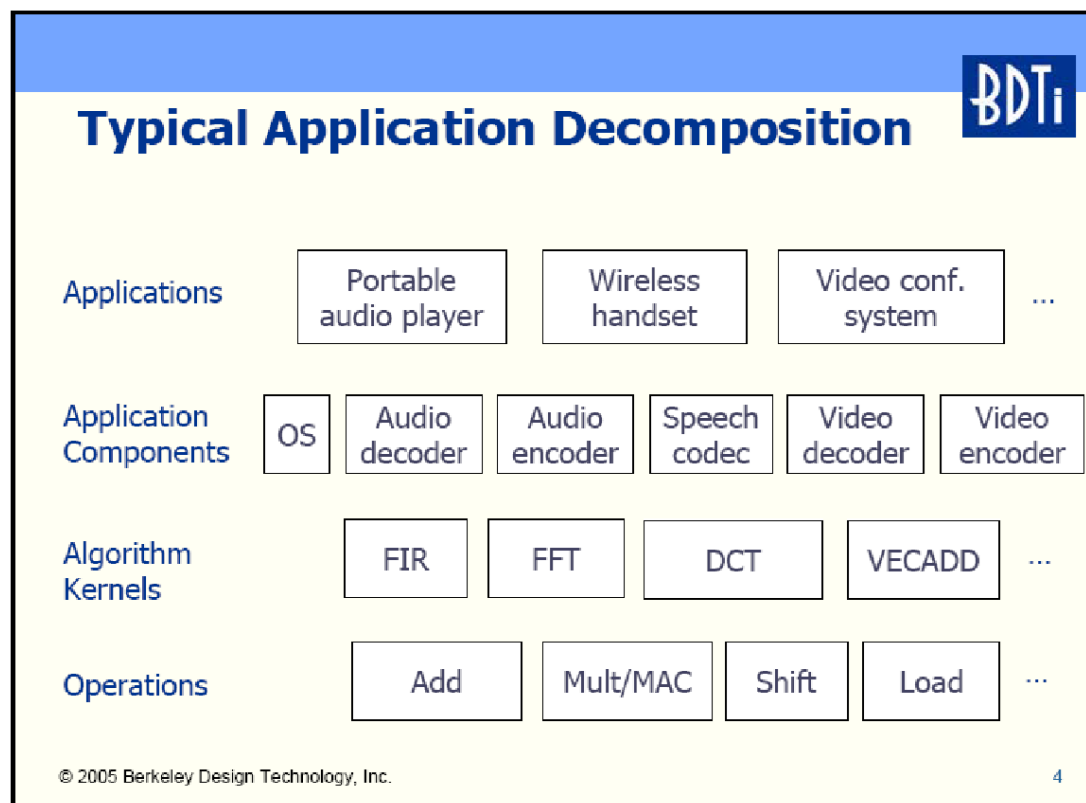 BDTi
Typical Application Decomposition
Applications
Portable
audio player
Wireless
handset
Video conf.
system
...
Application
Components
OS
Audio
decoder
Audio
encoder
Speech
codec
Video
decoder
Video
encoder
Algorithm
Kernels
FIR
FFT
DCT
VECADD
...
Operations
Add
Mult/MAC
Shift
Load
...
© 2005 Berkeley Design Technology, Inc.
4